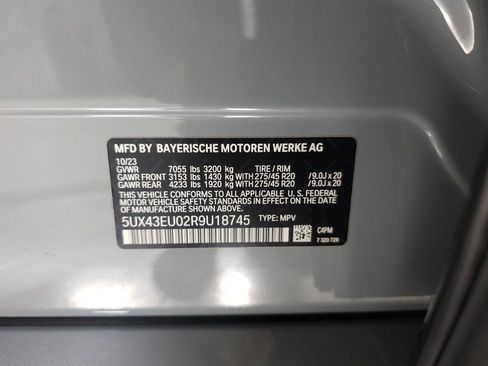 MFD BY BAYERISCHE MOTOREN WERKE AG
10/23
GVWR 7055 lbs 3200 kg TIRE / RIM
GAWR FRONT 3153 lbs 1430 kg WITH 275/45 R20 /9.0J x 20
GAWR REAR 4233 lbs 1920 kg WITH 275/45 R20 /9.0J x 20
THIS VEHICLE CONFORMS TO ALL APPLICABLE U.S. FEDERAL
MOTOR VEHICLE SAFETY STANDARDS IN EFFECT
ON THE DATE OF MANUFACTURE SHOWN ABOVE.
5UX43EU02R9U18745 TYPE: MPV
C4PM
7 320 729